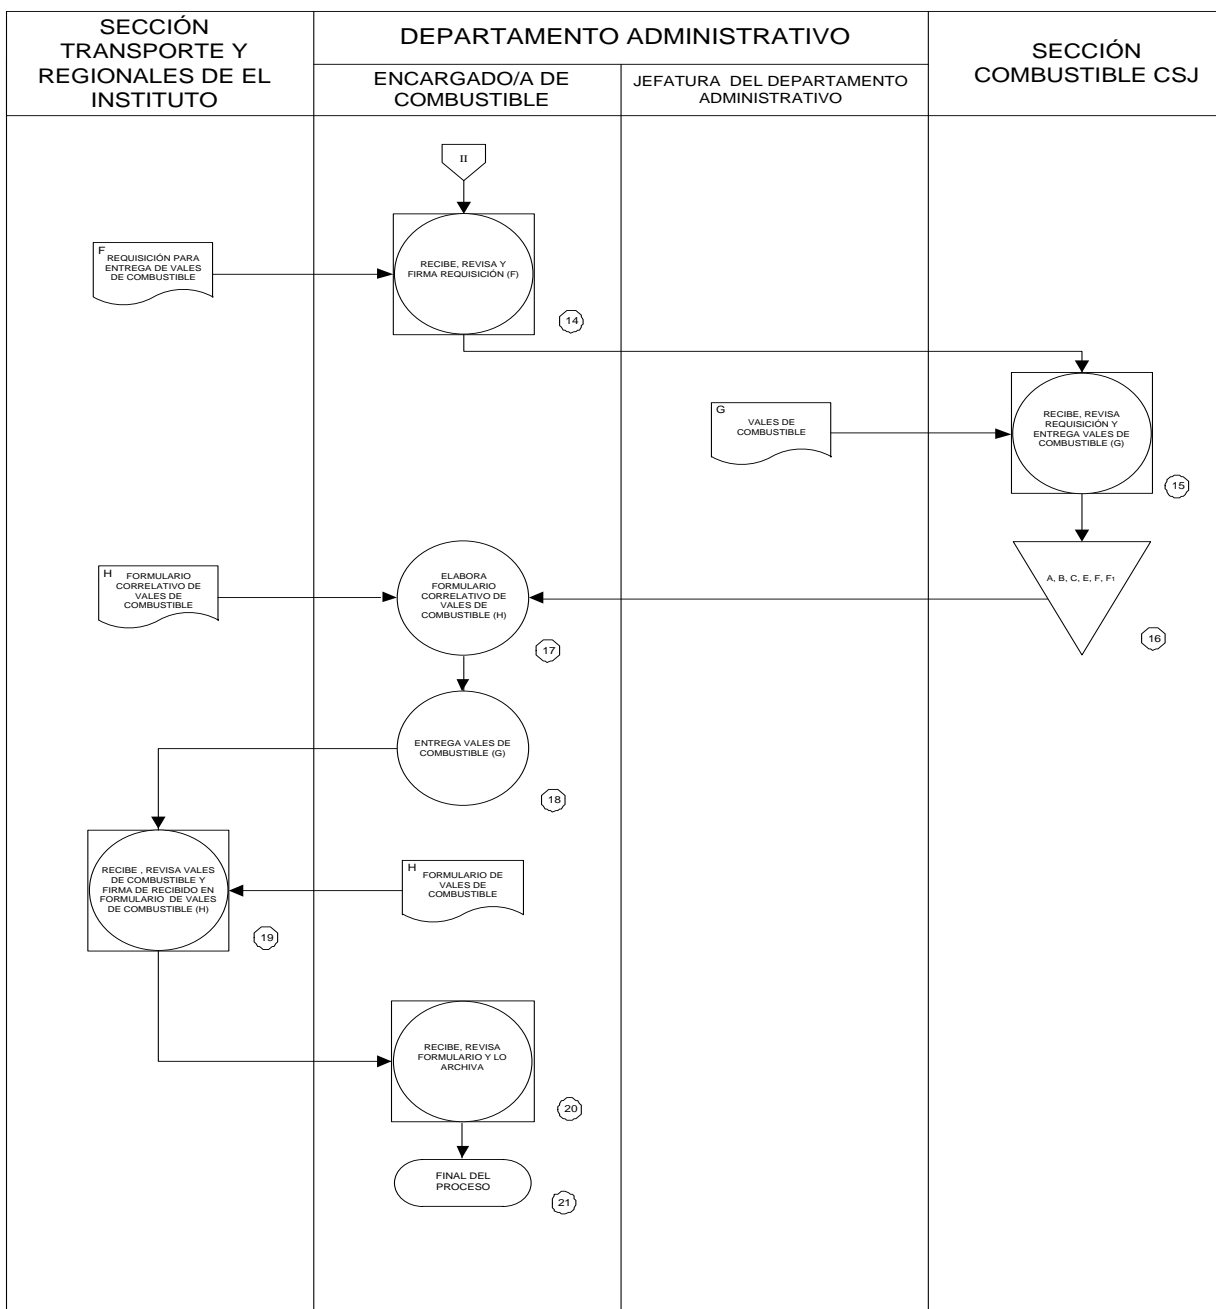 SECCIÓN
TRANSPORTE Y
REGIONALES DE EL
INSTITUTO
DEPARTAMENTO ADMINISTRATIVO
ENCARGADO/A DE
COMBUSTIBLE
JEFATURA DEL DEPARTAMENTO
ADMINISTRATIVO
SECCIÓN
COMBUSTIBLE CSJ
II
F
REQUISICIÓN PARA
ENTREGA DE VALES
DE COMBUSTIBLE
RECIBE, REVISA Y
FIRMA REQUISICIÓN (F)
14
G
VALES DE
COMBUSTIBLE
RECIBE, REVISA
REQUISICIÓN Y
ENTREGA VALES DE
COMBUSTIBLE (G)
15
A, B, C, E, F, F1
16
H
FORMULARIO
CORRELATIVO DE
VALES DE
COMBUSTIBLE
ELABORA
FORMULARIO
CORRELATIVO DE
VALES DE
COMBUSTIBLE (H)
17
ENTREGA VALES DE
COMBUSTIBLE (G)
18
RECIBE , REVISA VALES
DE COMBUSTIBLE Y
FIRMA DE RECIBIDO EN
FORMULARIO DE VALES
DE COMBUSTIBLE (H)
19
H
FORMULARIO DE
VALES DE
COMBUSTIBLE
RECIBE, REVISA
FORMULARIO Y LO
ARCHIVA
20
FINAL DEL
PROCESO
21